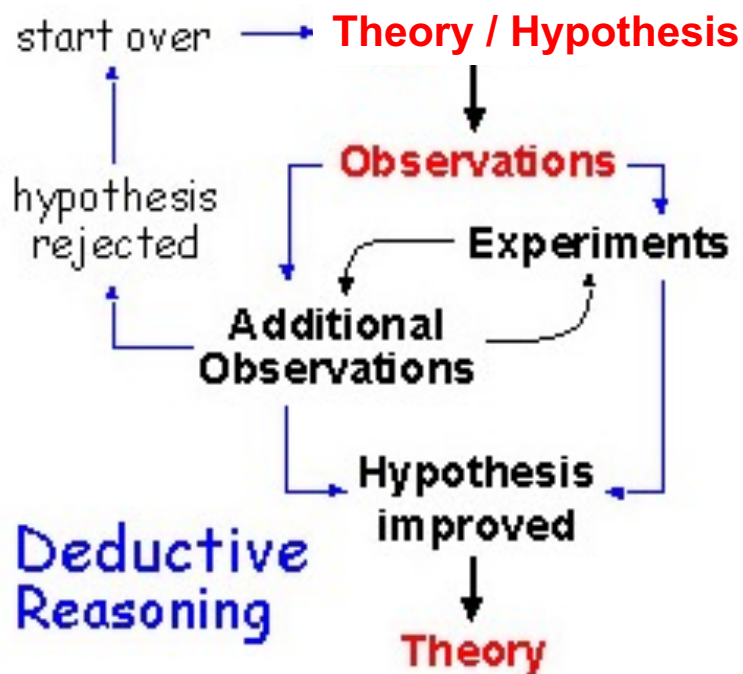 start over
Theory / Hypothesis
Observations
hypothesis
rejected
Experiments
Additional
Observations
Hypothesis
improved
Deductive
Reasoning
Theory